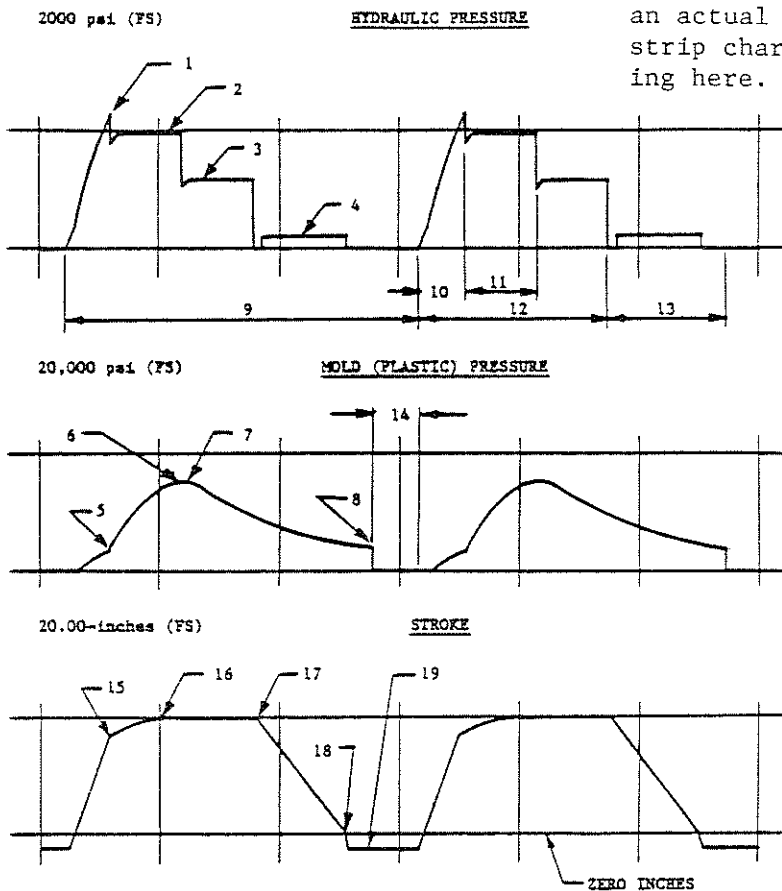 2000 psi (FS) HYDRAULIC PRESSURE
an actual
strip char
ing here.
1
2
3
4
10 11
9 12 13
20,000 psi (FS) MOLD (PLASTIC) PRESSURE
14
6 7
5 8
20.00-inches (FS) STROKE
15 16 17 19
18
ZERO INCHES